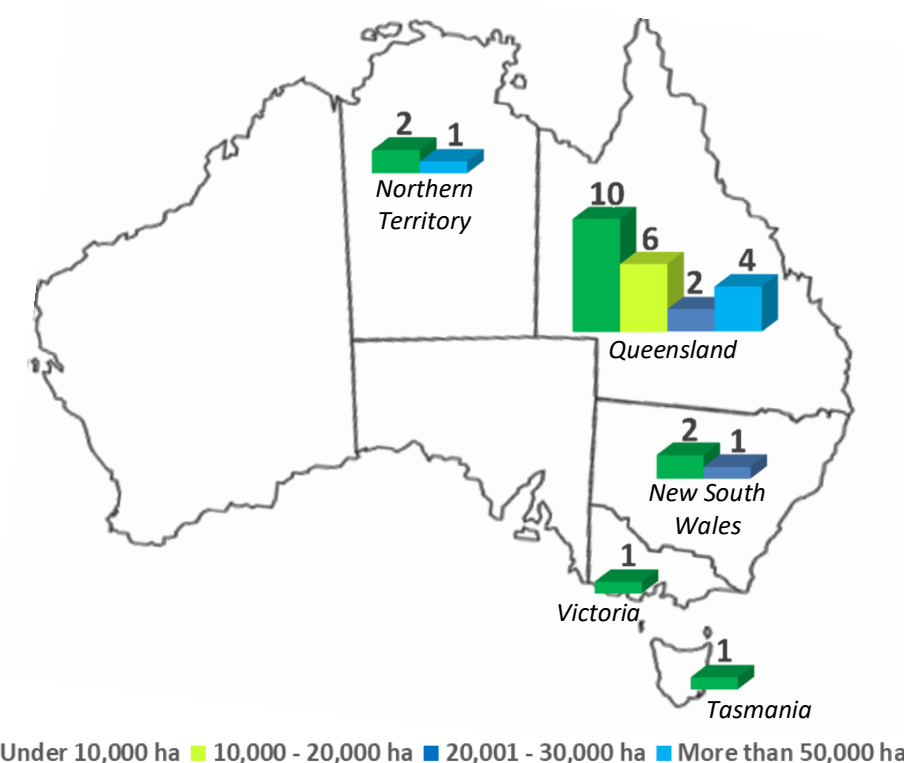 2 1
Northern
Territory
10
6
2
4
Queensland
2 1
New South
Wales
1
Victoria
1
Tasmania
Under 10,000 ha 10,000 - 20,000 ha 20,001 - 30,000 ha More than 50,000 ha